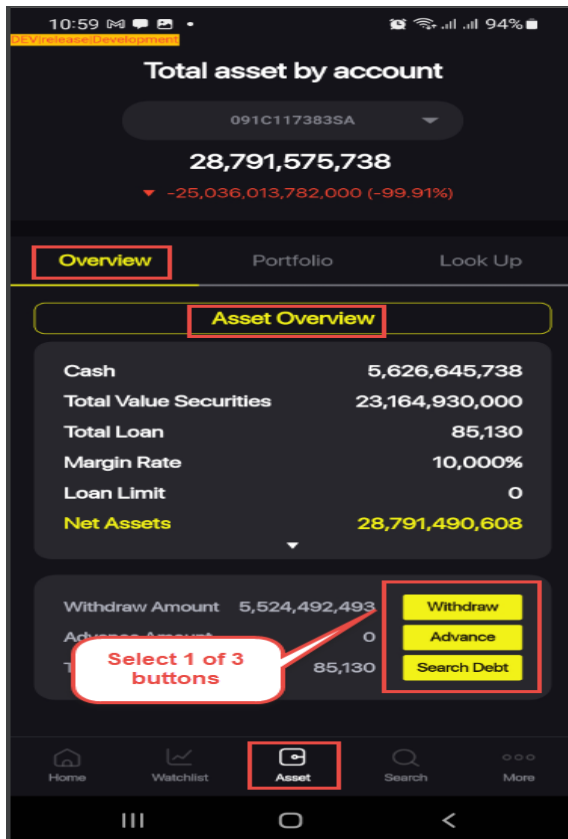 10:59
94%
DEV|release|Development
Total asset by account
091C117383SA
28,791,575,738
-25,036,013,782,000 (-99.91%)
Overview Portfolio Look Up
Asset Overview
Cash 5,626,645,738
Total Value Securities 23,164,930,000
Total Loan 85,130
Margin Rate 10,000%
Loan Limit 0
Net Assets 28,791,490,608
Withdraw Amount 5,524,492,493 Withdraw
0 Advance
85,130 Search Debt
Select 1 of 3
buttons
Home Watchlist Asset Search More